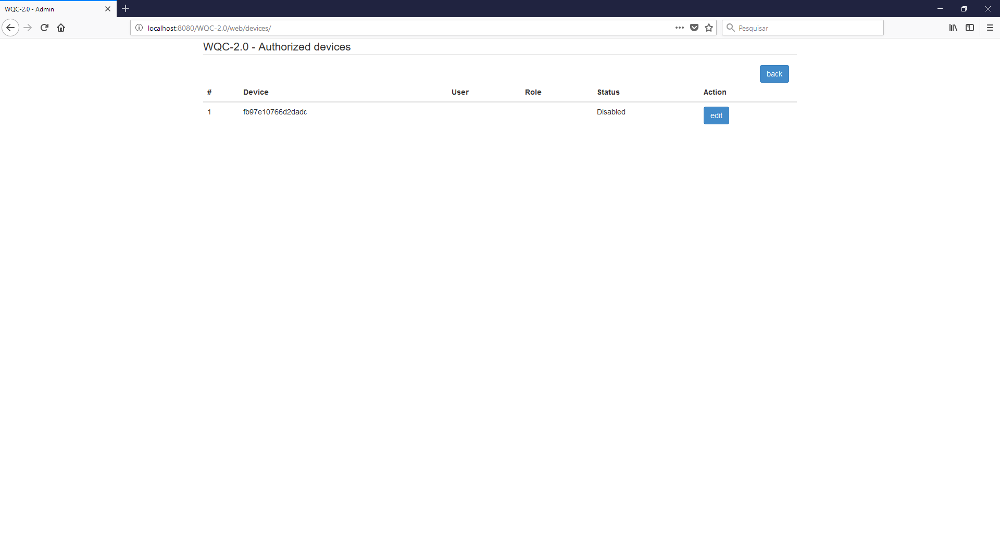 WQC-2.0 - Admin
localhost:8080/WQC-2.0/web/devices/
Pesquisar
WQC-2.0 - Authorized devices
back
# Device User Role Status Action
1 fb97e10766d2dadc Disabled edit